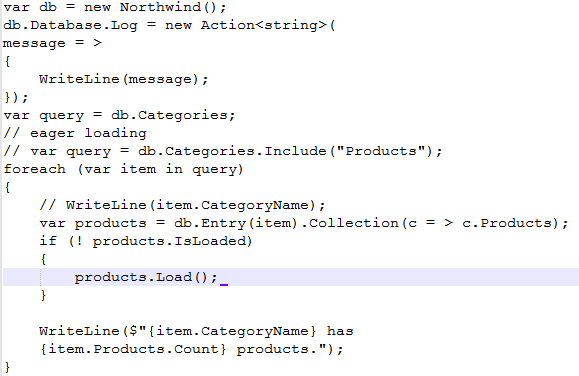 var db = new Northwind();
db.Database.Log = new Action<string>(
message = >
{
    WriteLine(message);
});
var query = db.Categories;
// eager loading
// var query = db.Categories.Include("Products");
foreach (var item in query)
{
    // WriteLine(item.CategoryName);
    var products = db.Entry(item).Collection(c = > c.Products);
    if (! products.IsLoaded)
    {
        products.Load();
    }

    WriteLine($"{item.CategoryName} has
    {item.Products.Count} products.");
}